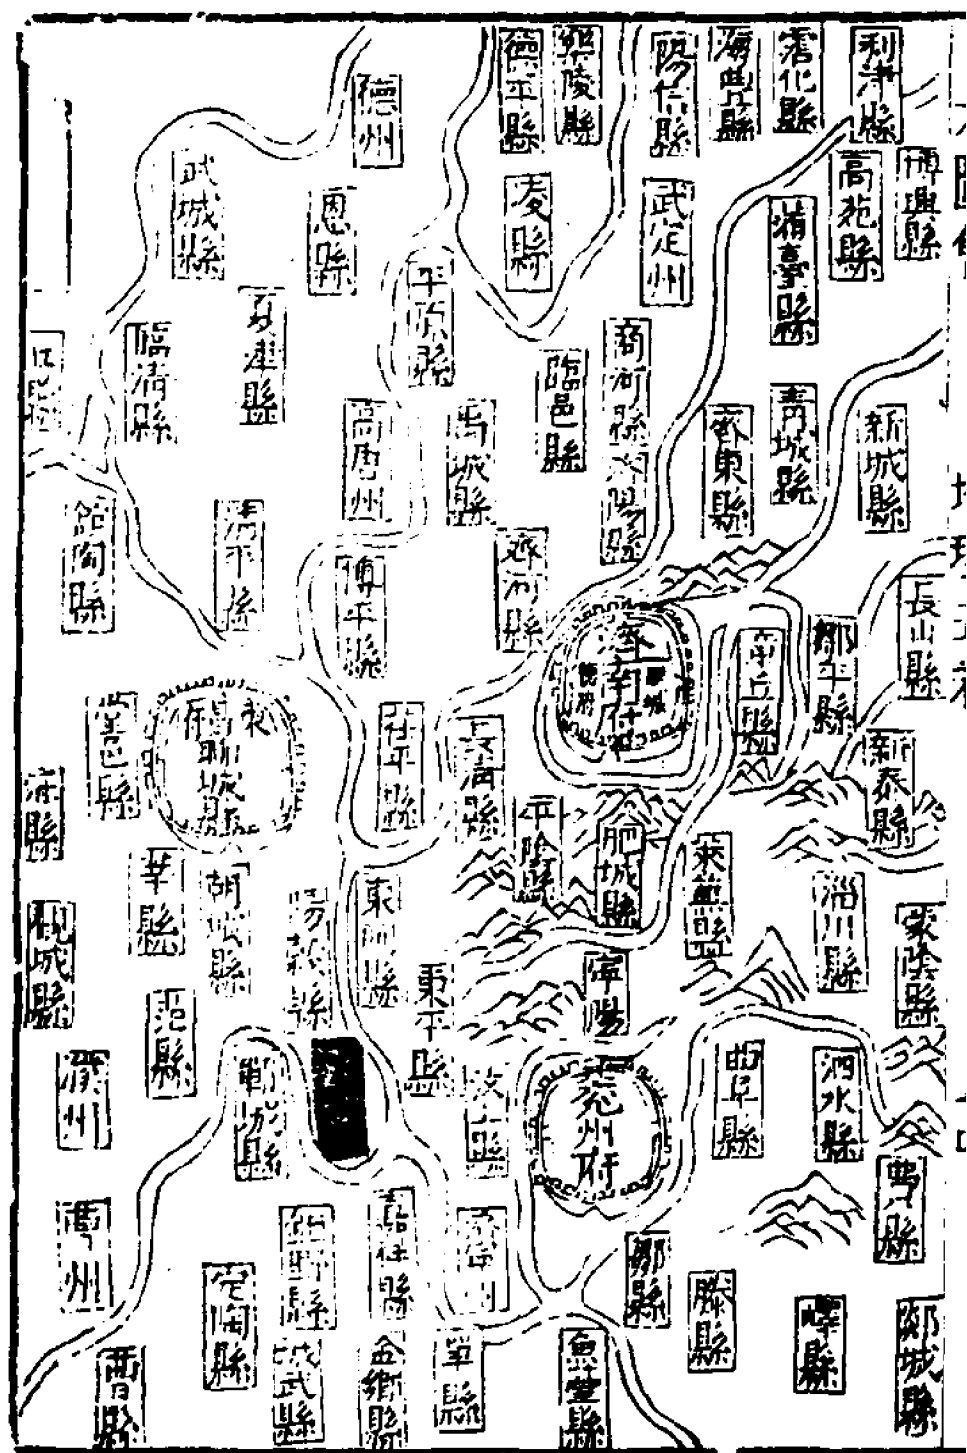 利津縣
霑化縣
海豐縣
陽信縣
樂陵縣
德平縣
德州
博興縣
高苑縣
蒲臺縣
武定州
陵縣
恩縣
武城縣
新城縣
青城縣
齊東縣
商河縣
臨邑縣
平原縣
夏津縣
臨清縣
禹城縣
高唐州
齊河縣
博平縣
清平縣
館陶縣
長山縣
鄒平縣
章丘縣
濟南府
歷城
德府
長清縣
茌平縣
東昌府
聊城縣
堂邑縣
新泰縣
萊蕪縣
肥城縣
平陰縣
東阿縣
陽穀縣
莘縣
觀城縣
蒙陰縣
淄川縣
寧陽
東平
范縣
濮州
泗水縣
曲阜縣
兗州府
汶上縣
鄆城縣
費縣
鄒縣
濟寧州
嘉祥縣
鉅野縣
定陶縣
曹州
郯城縣
嶧縣
滕縣
魚臺縣
單縣
金鄉縣
城武縣
曹縣